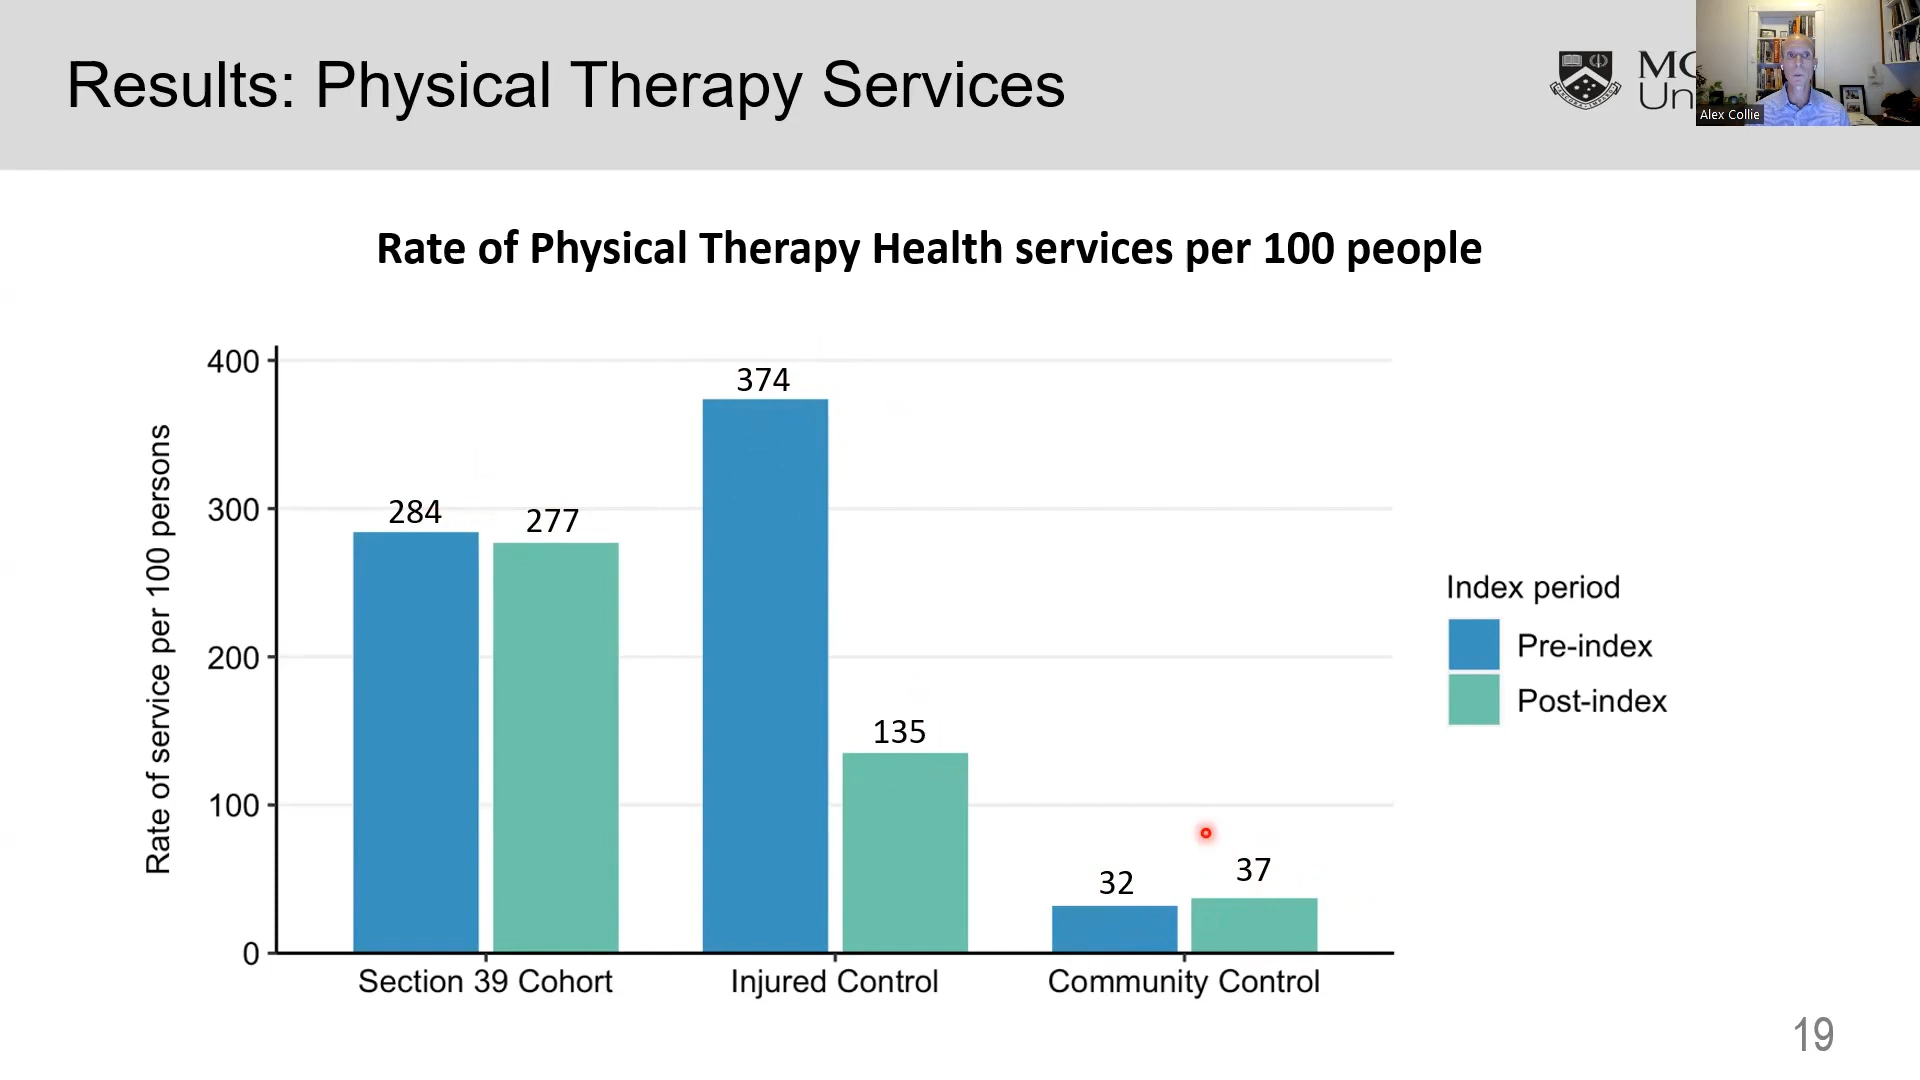 Results: Physical Therapy Services
Alex Collie
Rate of Physical Therapy Health services per 100 people
Rate of service per 100 persons
400
300
200
100
0
284
277
374
135
32
37
Section 39 Cohort
Injured Control
Community Control
Index period
Pre-index
Post-index
19